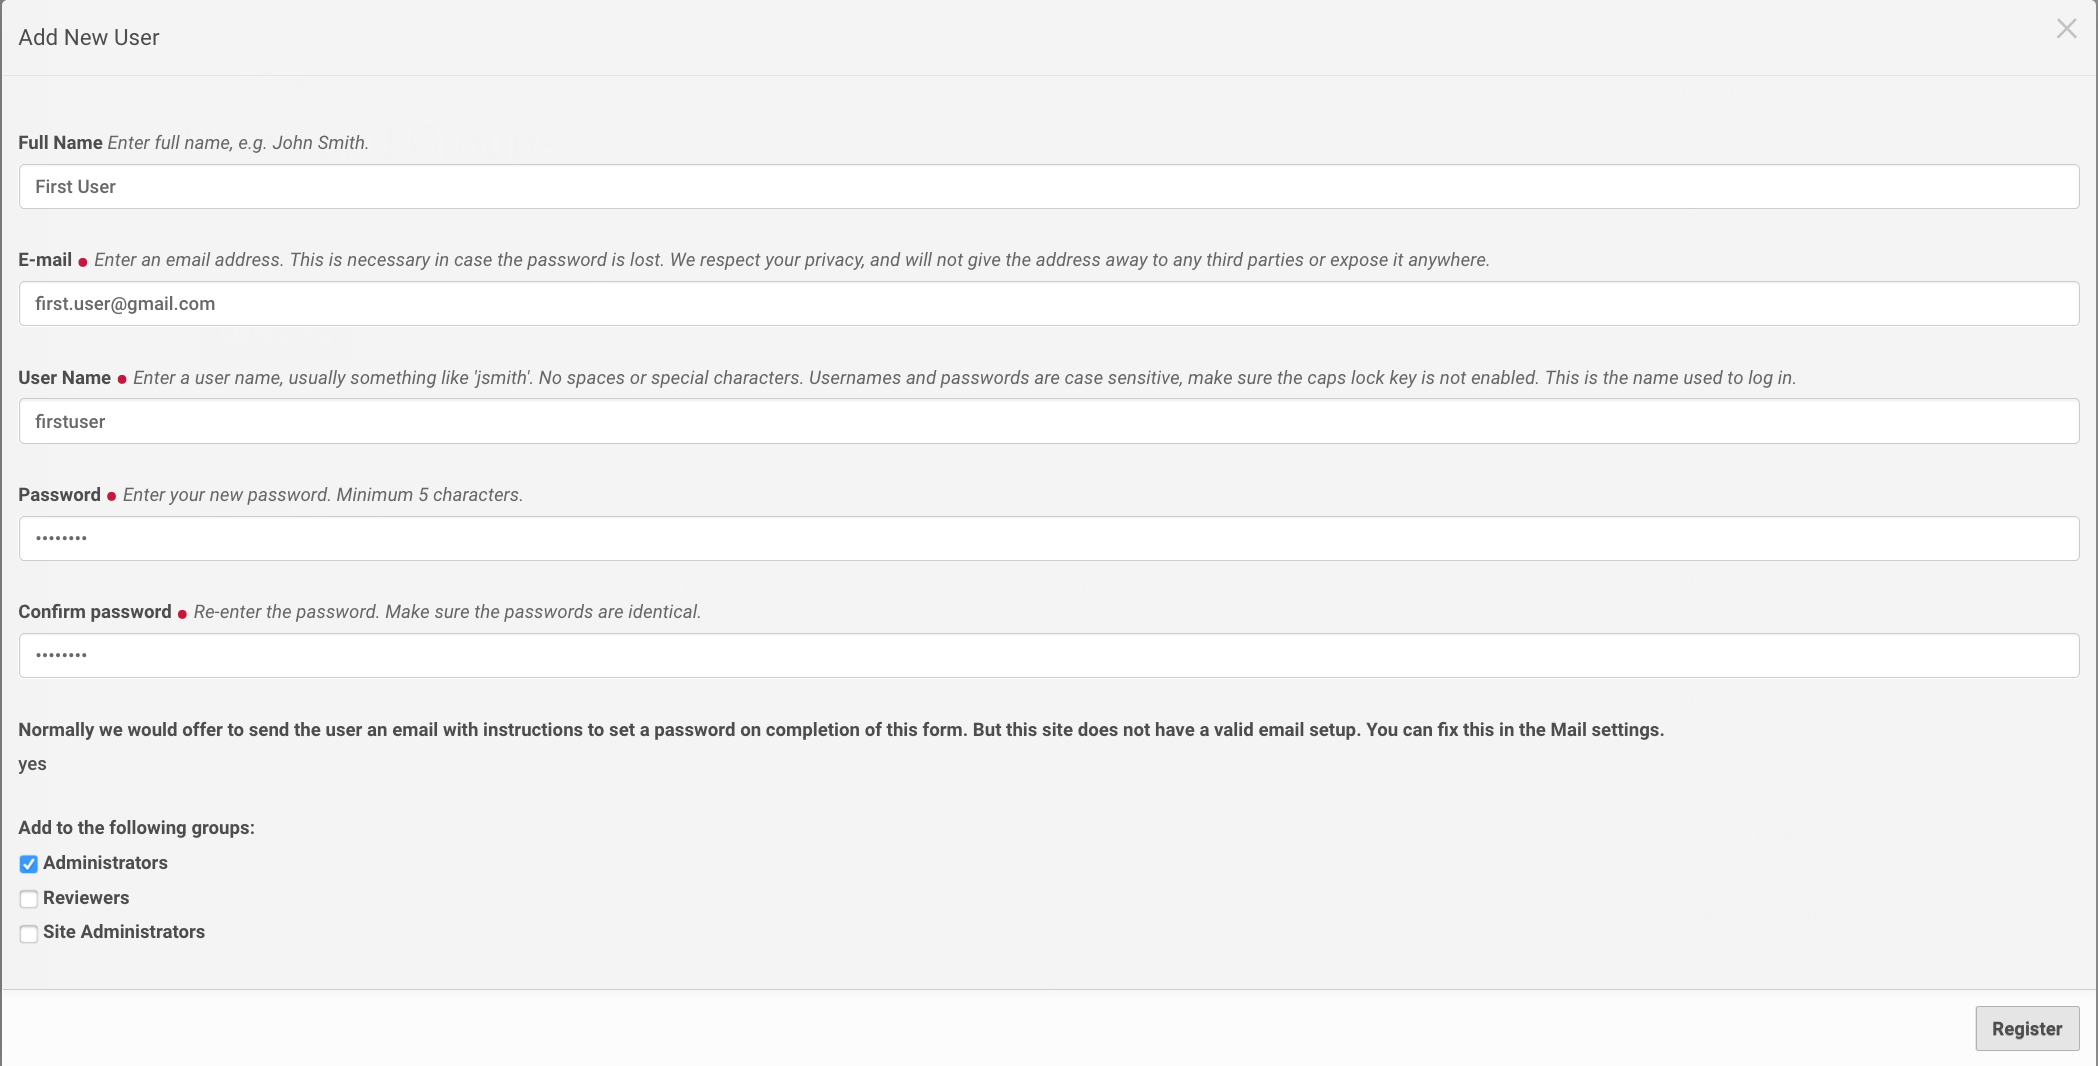 Add New User
Full Name Enter full name, e.g. John Smith.
First User
E-mail Enter an email address. This is necessary in case the password is lost. We respect your privacy, and will not give the address away to any third parties or expose it anywhere.
first.user@gmail.com
User Name Enter a user name, usually something like 'jsmith'. No spaces or special characters. Usernames and passwords are case sensitive, make sure the caps lock key is not enabled. This is the name used to log in.
firstuser
Password Enter your new password. Minimum 5 characters.
••••••••
Confirm password Re-enter the password. Make sure the passwords are identical.
••••••••
Normally we would offer to send the user an email with instructions to set a password on completion of this form. But this site does not have a valid email setup. You can fix this in the Mail settings.
yes
Add to the following groups:
Administrators
Reviewers
Site Administrators
Register